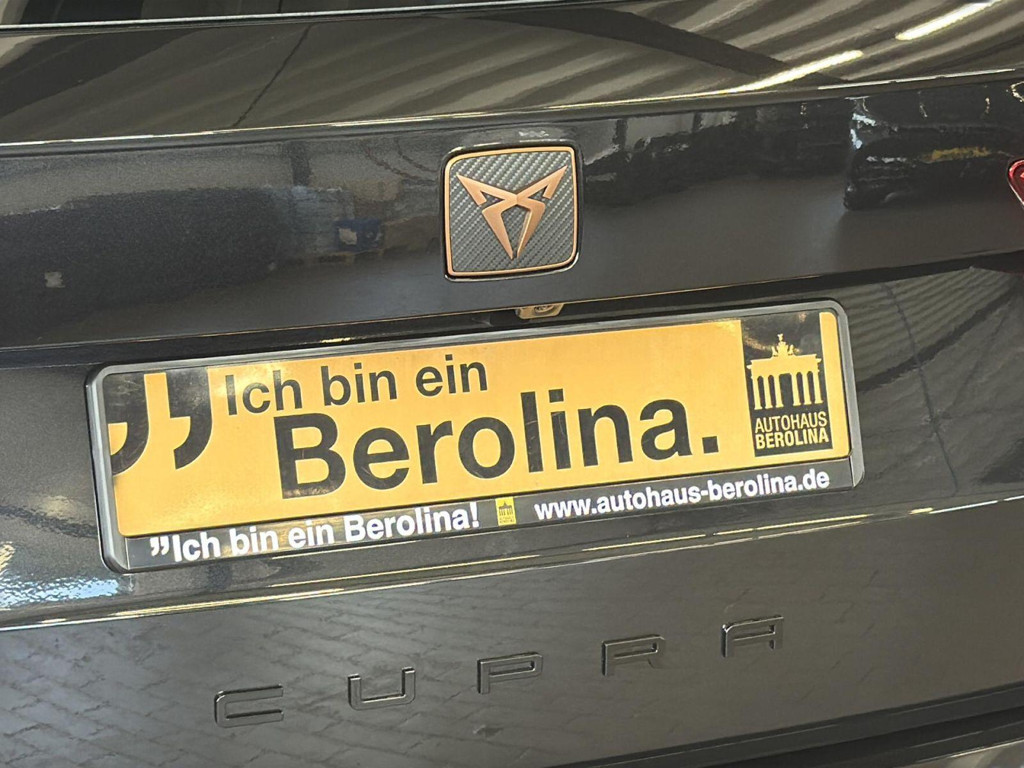 „Ich bin ein
Berolina.
AUTOHAUS
BEROLINA
”Ich bin ein Berolina!
www.autohaus-berolina.de
CUPRA